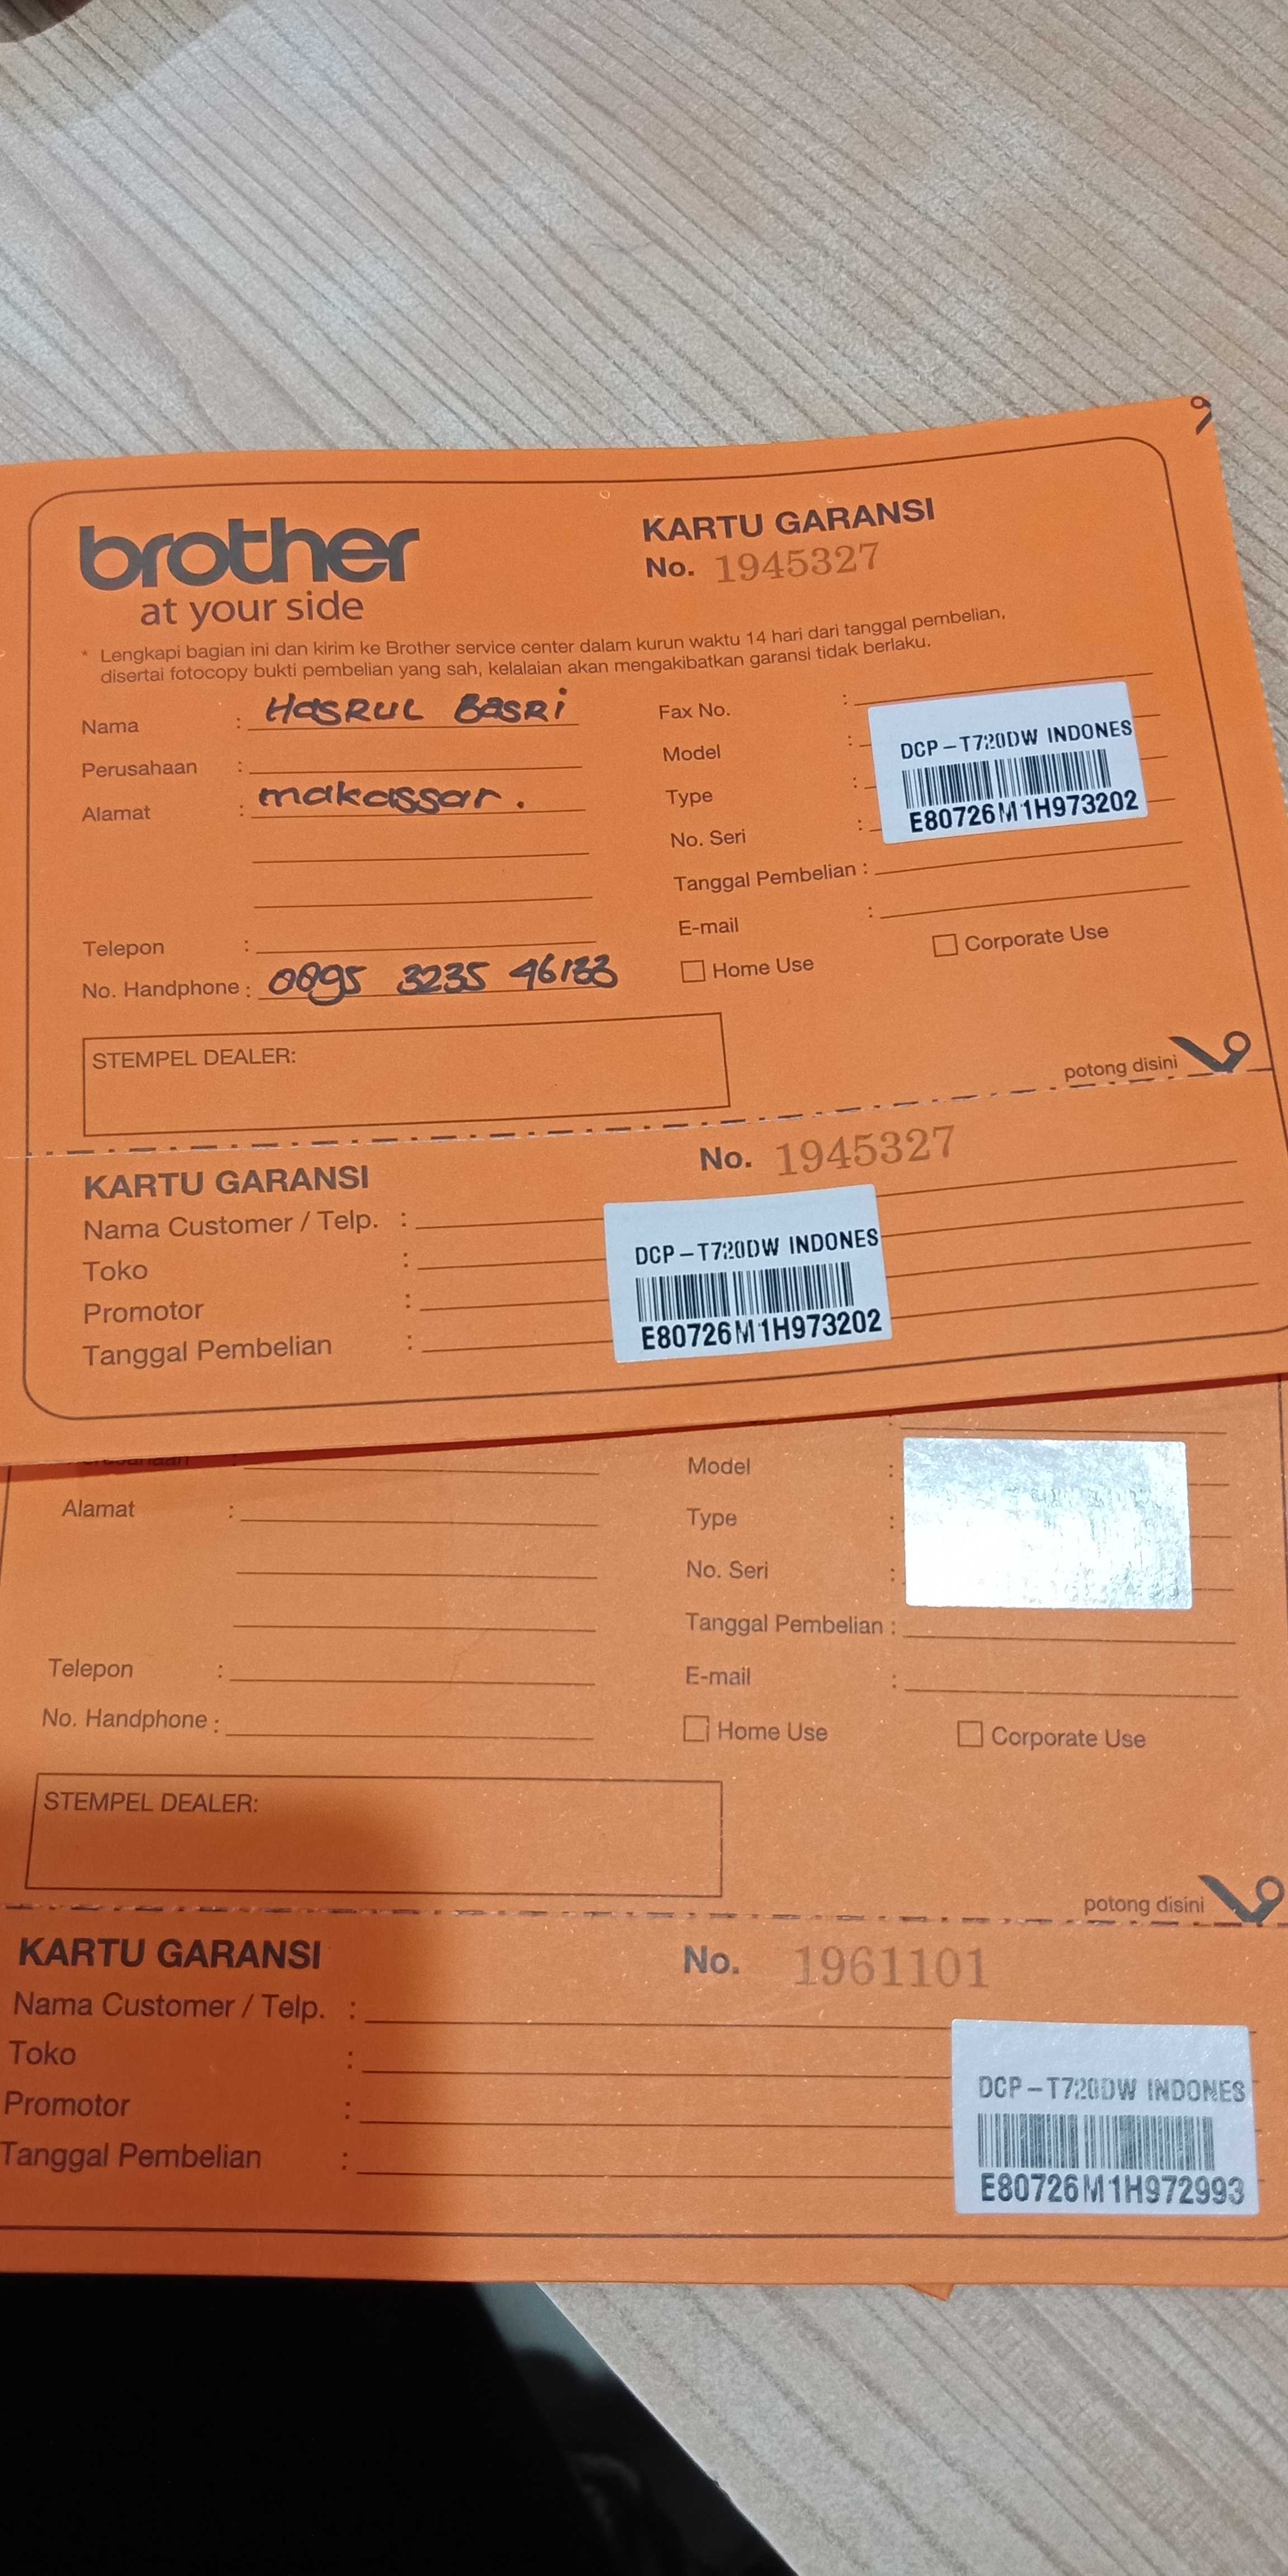 brother
at your side
KARTU GARANSI
No. 1945327
* Lengkapi bagian ini dan kirim ke Brother service center dalam kurun waktu 14 hari dari tanggal pembelian,
disertai fotocopy bukti pembelian yang sah, kelalaian akan mengakibatkan garansi tidak berlaku.
Nama : HASRUL BASRI
Perusahaan :
Alamat : makassar.
Telepon :
No. Handphone : 0895 3235 46133
Fax No. :
Model :
Type :
No. Seri :
DCP-T720DW INDONES
E80726M1H973202
Tanggal Pembelian :
E-mail :
Home Use
Corporate Use
STEMPEL DEALER:
potong disini
KARTU GARANSI
No. 1945327
Nama Customer / Telp. :
Toko :
Promotor :
Tanggal Pembelian :
DCP-T720DW INDONES
E80726M1H973202
Alamat :
Telepon :
No. Handphone :
Model :
Type :
No. Seri :
Tanggal Pembelian :
E-mail :
Home Use
Corporate Use
STEMPEL DEALER:
potong disini
KARTU GARANSI
No. 1961101
Nama Customer / Telp. :
Toko :
Promotor :
Tanggal Pembelian :
DCP-T720DW INDONES
E80726M1H972993